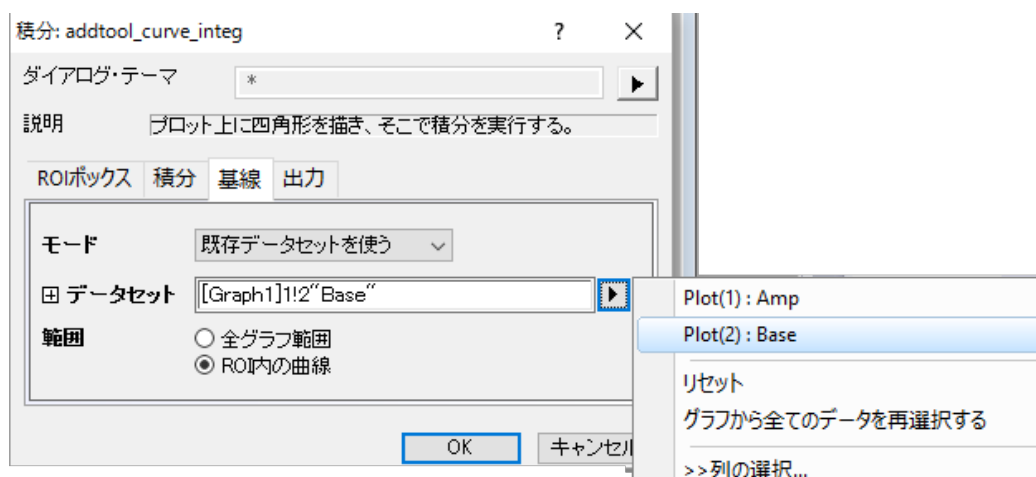 積分: addtool_curve_integ ? ×
ダイアログ・テーマ *
説明 プロット上に四角形を描き、そこで積分を実行する。
ROIボックス 積分 基線 出力
モード 既存データセットを使う
データセット [Graph1]1!2"Base"
範囲 全グラフ範囲
ROI内の曲線
OK キャンセル
Plot(1) : Amp
Plot(2) : Base
リセット
グラフから全てのデータを再選択する
>>列の選択...